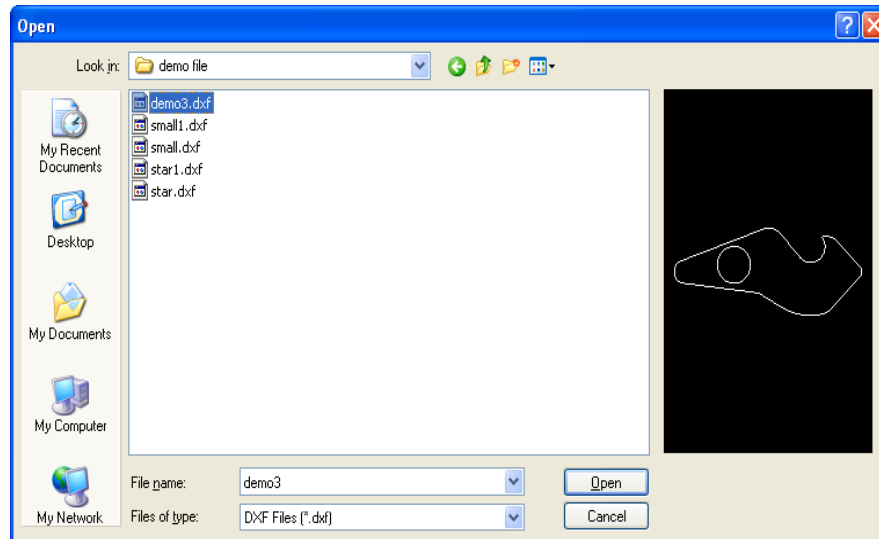 Open
Look in:
demo file
My Recent
Documents
Desktop
My Documents
My Computer
My Network
demo3.dxf
small1.dxf
small.dxf
star1.dxf
star.dxf
File name:
demo3
Open
Files of type:
DXF Files (*.dxf)
Cancel